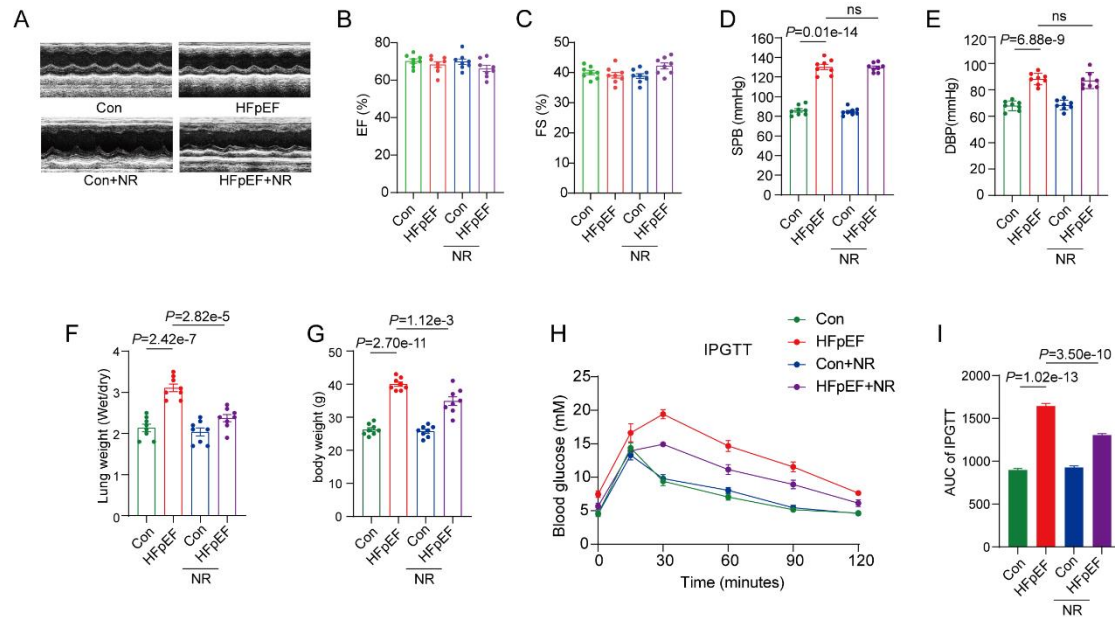 A
Con
HFpEF
Con+NR
HFpEF+NR
B
EF (%)
80
60
40
20
0
Con
HFpEF
Con
HFpEF
NR
C
FS (%)
50
40
30
20
10
0
Con
HFpEF
Con
HFpEF
NR
D
ns
P=0.01e-14
SPB (mmHg)
160
140
120
100
80
60
40
20
0
Con
HFpEF
Con
HFpEF
NR
E
ns
P=6.88e-9
DBP(mmHg)
120
100
80
60
40
20
0
Con
HFpEF
Con
HFpEF
NR
F
P=2.82e-5
P=2.42e-7
Lung weight (Wet/dry)
4
3
2
1
0
Con
HFpEF
Con
HFpEF
NR
G
P=1.12e-3
P=2.70e-11
body weight (g)
50
40
30
20
10
0
Con
HFpEF
Con
HFpEF
NR
H
IPGTT
Con
HFpEF
Con+NR
HFpEF+NR
Blood glucose (mM)
25
20
15
10
5
0
0
30
60
90
120
Time (minutes)
I
P=3.50e-10
P=1.02e-13
AUC of IPGTT
2000
1500
1000
500
0
Con
HFpEF
Con
HFpEF
NR